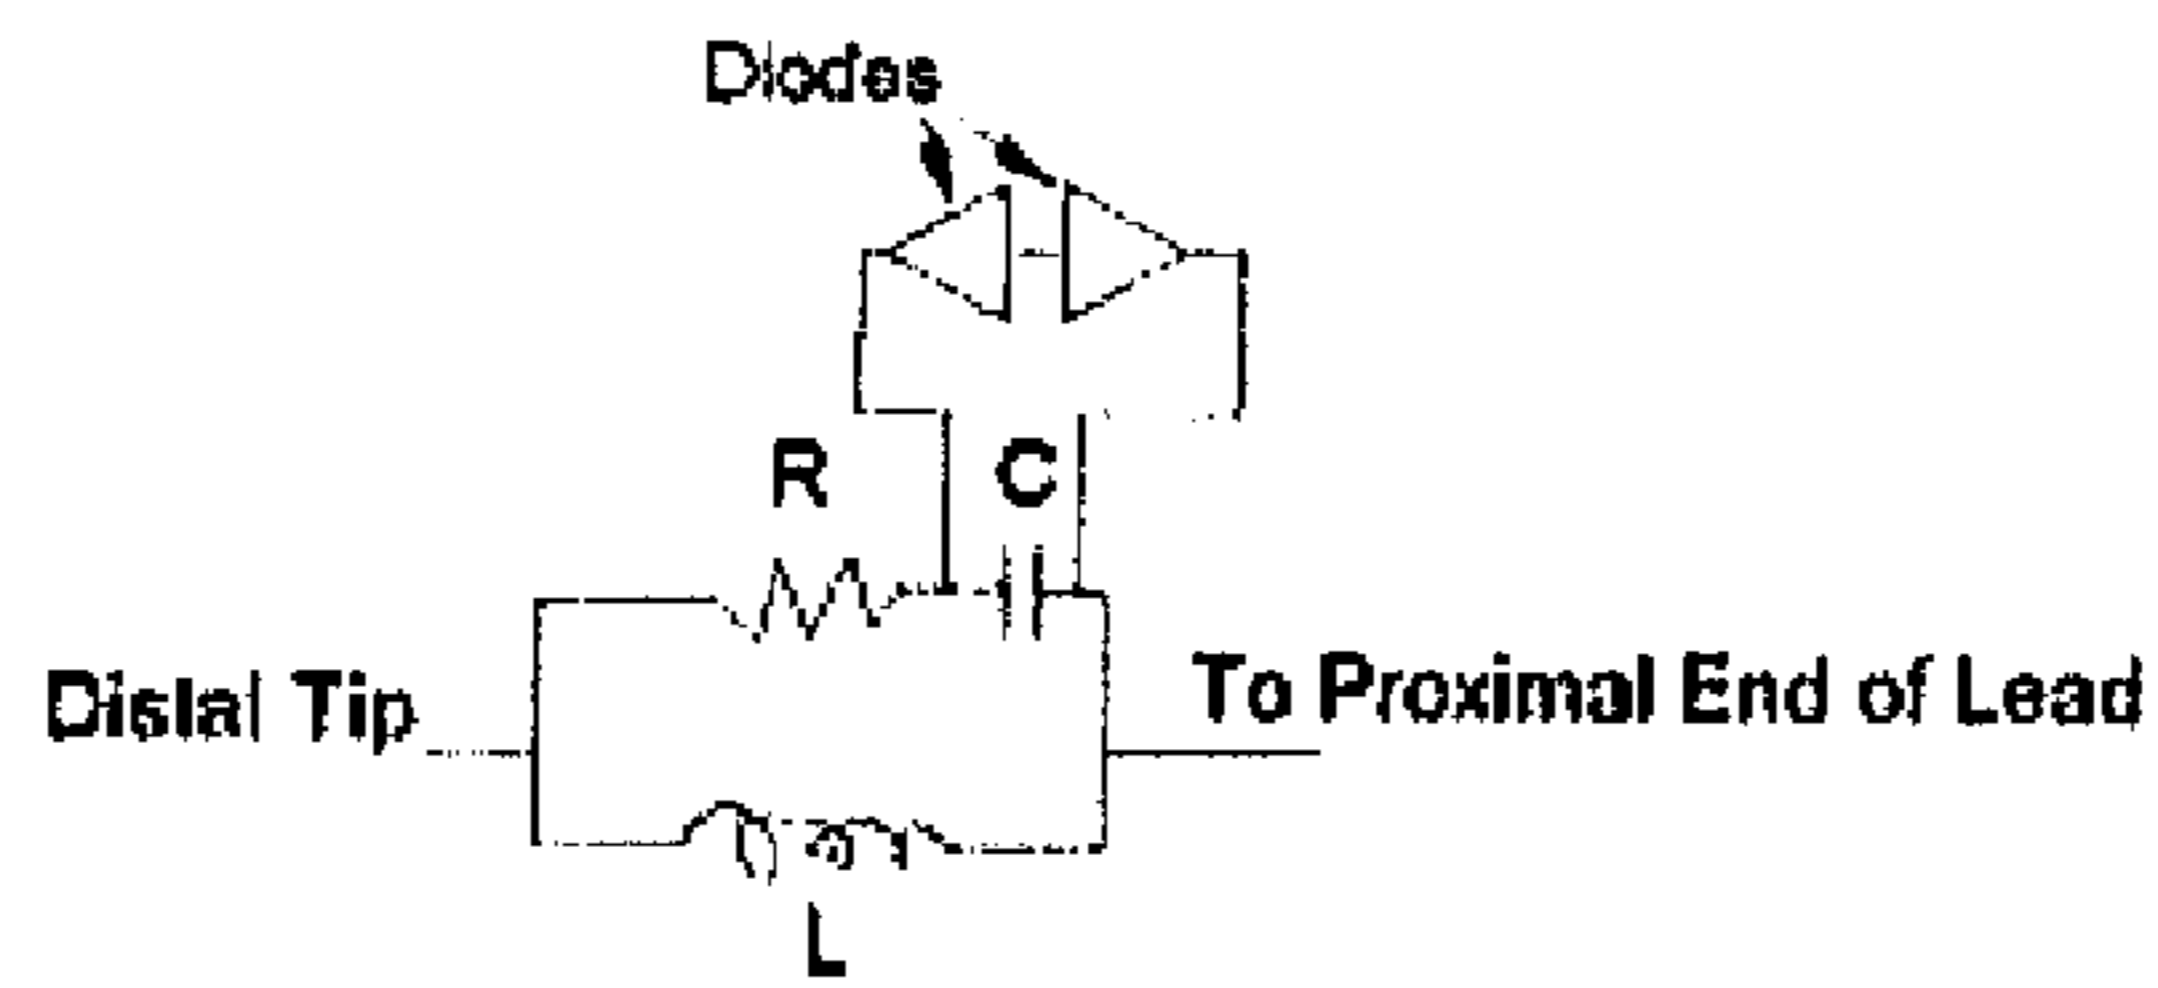 Diodes
R
C
Distal Tip
To Proximal End of Lead
L